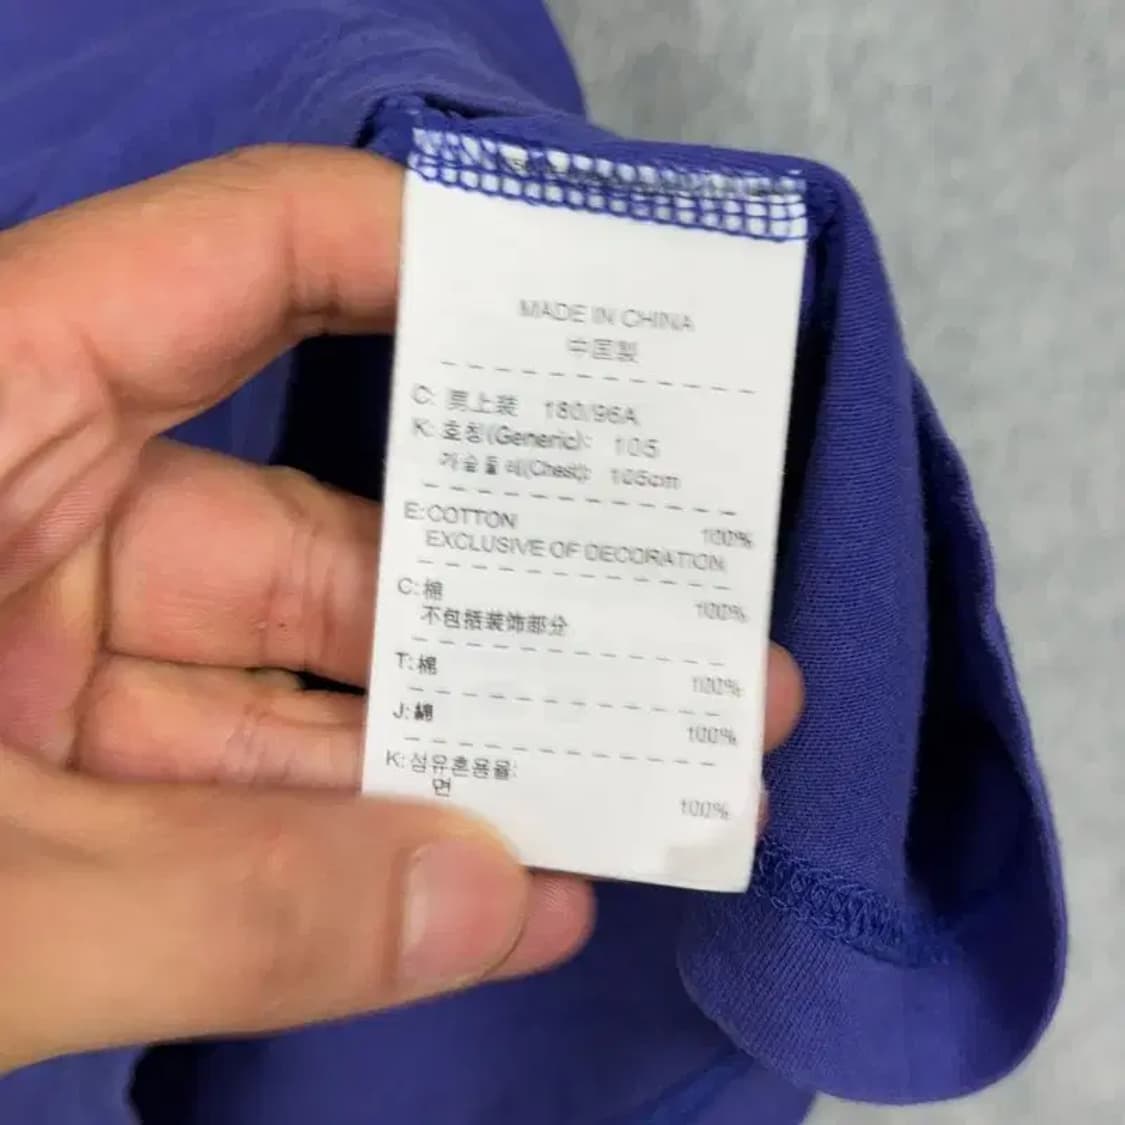 MADE IN CHINA
中国製
C: 男上装 180/96A
K: 호칭(Generic): 105
가슴둘레(Chest): 105cm
E:COTTON 100%
EXCLUSIVE OF DECORATION
C:棉 100%
不包括装饰部分
T:棉 100%
J:綿 100%
K:섬유혼용율:
면 100%